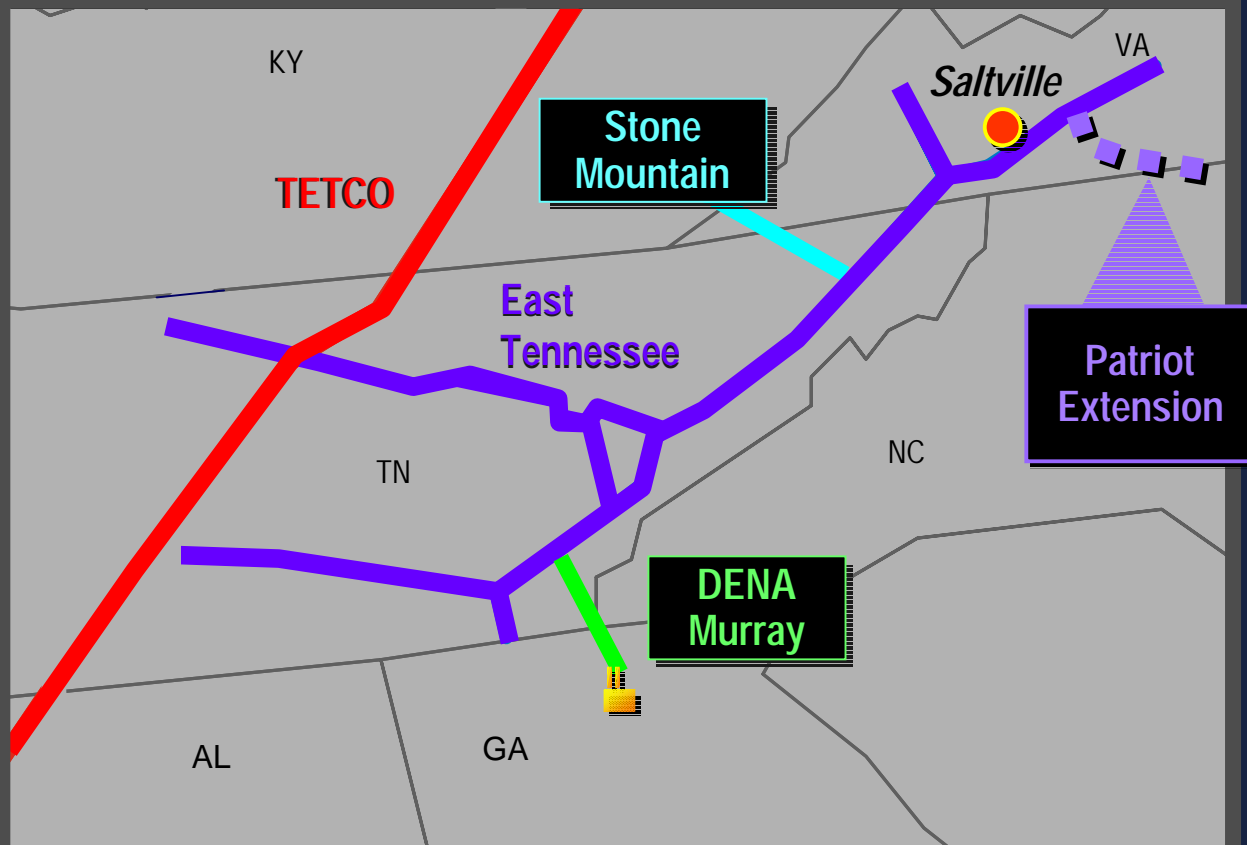 KY
VA
Saltville
Stone
Mountain
TETCO
East
Tennessee
Patriot
Extension
TN
NC
DENA
Murray
AL
GA